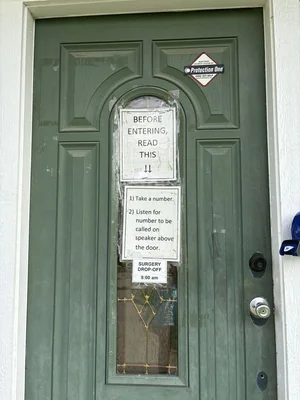 Protection One
BEFORE
ENTERING,
READ
THIS
↓↓
1) Take a number.
2) Listen for
number to be
called on
speaker above
the door.
SURGERY
DROP-OFF
8:00 am